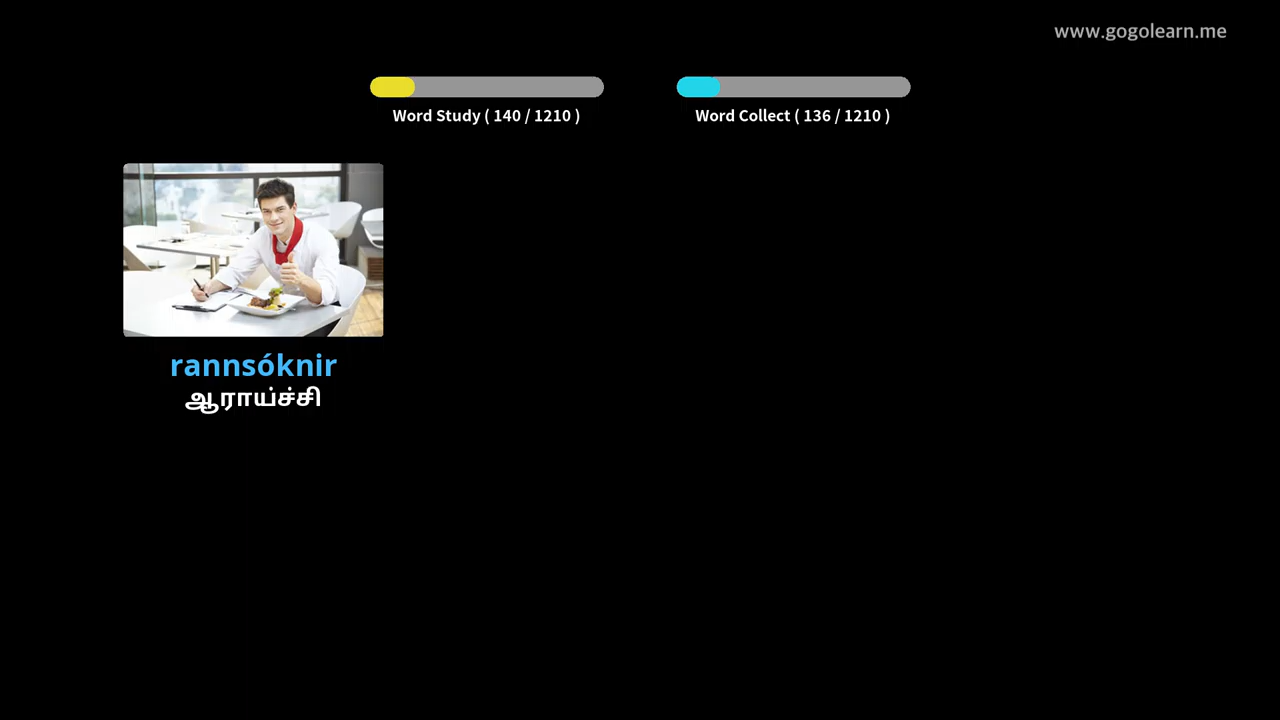 www.gogolearn.me
Word Study ( 140 / 1210 )
Word Collect ( 136 / 1210 )
rannsóknir
ஆராய்ச்சி